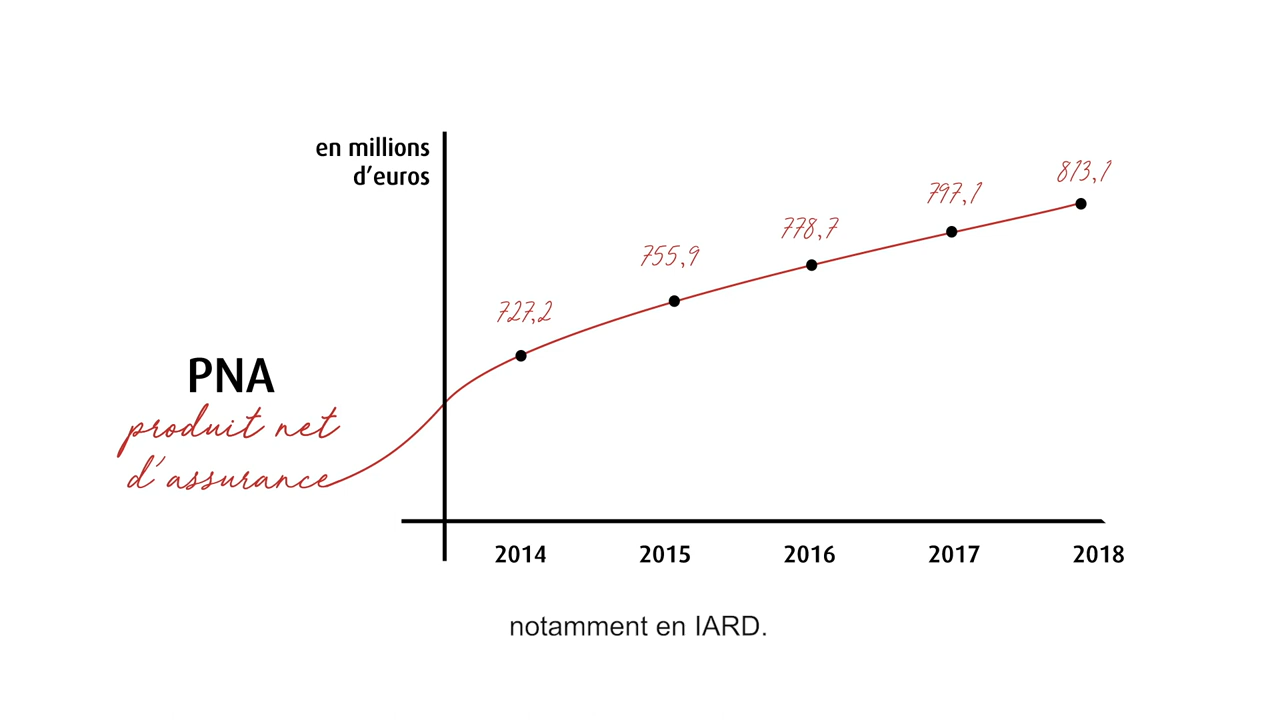 en millions
d'euros
813,1
797,1
778,7
755,9
727,2
PNA
produit net
d'assurance
2014 2015 2016 2017 2018
notamment en IARD.